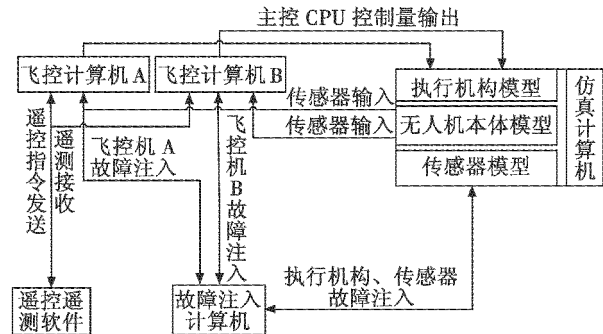 主控 CPU 控制量输出
飞控计算机 A
飞控计算机 B
执行机构模型
传感器输入
无人机本体模型
传感器输入
传感器模型
仿真计算机
遥控指令发送
遥测接收
飞控机 A
故障注入
飞控机B故障注入
执行机构、传感器
故障注入
遥控遥
测软件
故障注入
计算机